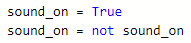 sound_on = True
sound_on = not sound_on